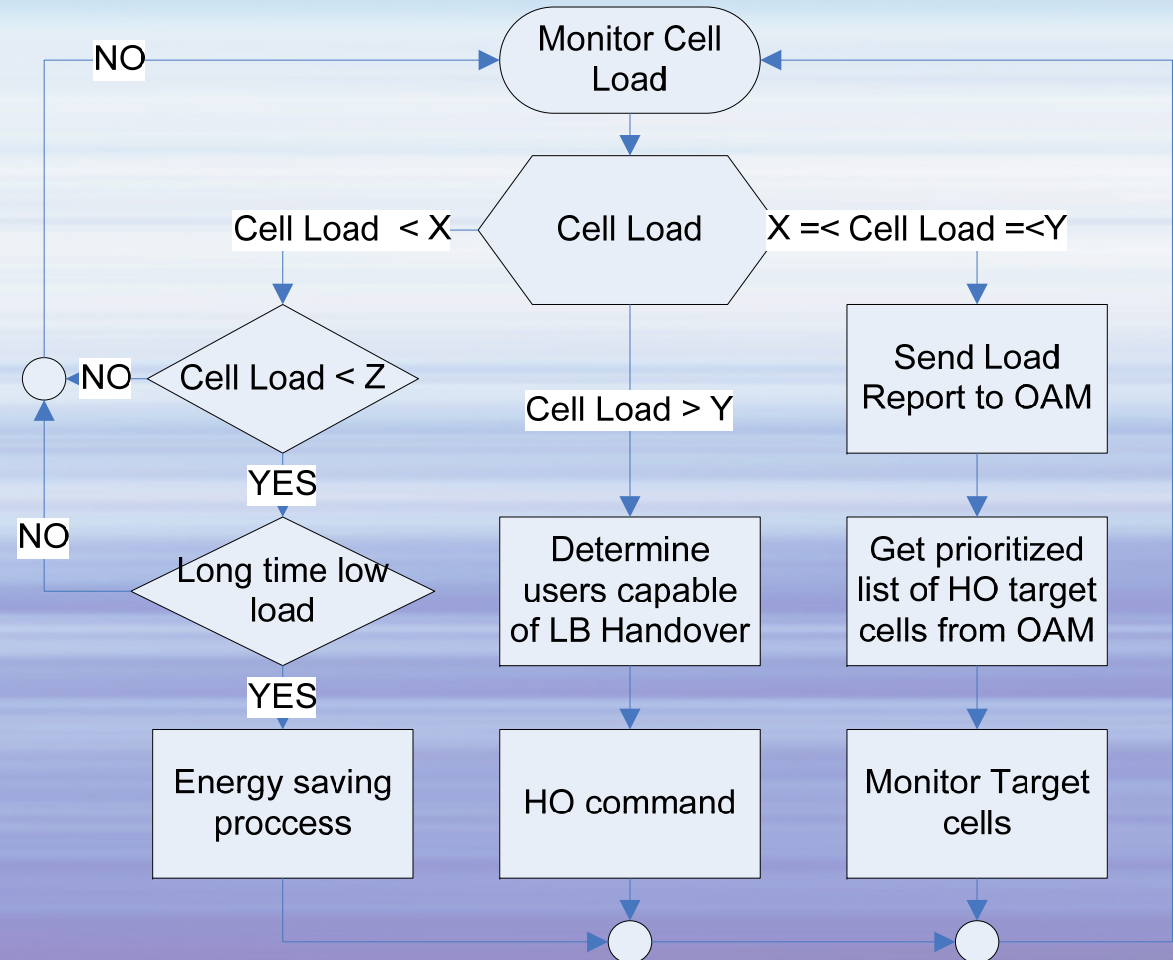 Monitor Cell
Load
NO
Cell Load < X
Cell Load
X =< Cell Load =<Y
Cell Load < Z
NO
Cell Load > Y
Send Load
Report to OAM
YES
NO
Long time low
load
Determine
users capable
of LB Handover
Get prioritized
list of HO target
cells from OAM
YES
Energy saving
proccess
HO command
Monitor Target
cells